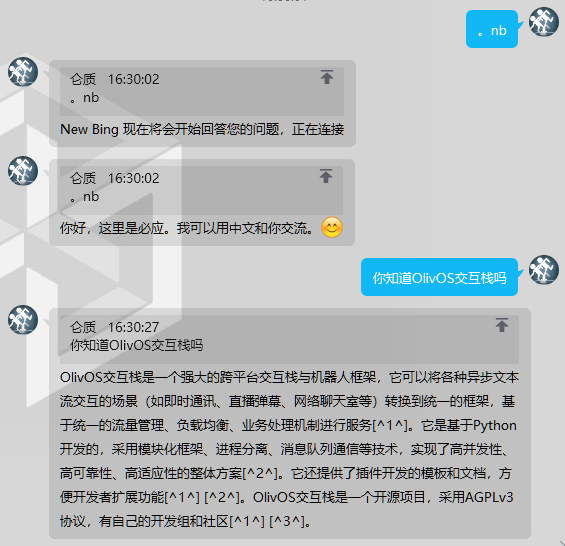 。nb
仑质 16:30:02
。nb
New Bing 现在将会开始回答您的问题，正在连接
仑质 16:30:02
。nb
你好，这里是必应。我可以用中文和你交流。😊
你知道OlivOS交互栈吗
仑质 16:30:27
你知道OlivOS交互栈吗
OlivOS交互栈是一个强大的跨平台交互栈与机器人框架，它可以将各种异步文本
流交互的场景（如即时通讯、直播弹幕、网络聊天室等）转换到统一的框架，基
于统一的流量管理、负载均衡、业务处理机制进行服务[^1^]。它是基于Python
开发的，采用模块化框架、进程分离、消息队列通信等技术，实现了高并发性、
高可靠性、高适应性的整体方案[^2^]。它还提供了插件开发的模板和文档，方
便开发者扩展功能[^1^] [^2^]。OlivOS交互栈是一个开源项目，采用AGPLv3
协议，有自己的开发组和社区[^1^] [^3^]。